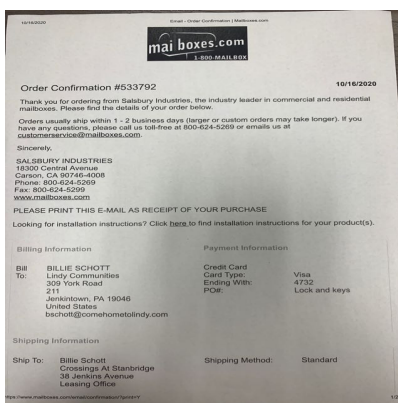 10/16/2020 Email - Order Confirmation | Mailboxes.com
mailboxes.com
1-800-MAILBOX
Order Confirmation #533792 10/16/2020
Thank you for ordering from Salsbury Industries, the industry leader in commercial and residential
mailboxes. Please find the details of your order below.
Orders usually ship within 1 - 2 business days (larger or custom orders may take longer). If you
have any questions, please call us toll-free at 800-624-5269 or emails us at
customerservice@mailboxes.com.
Sincerely,
SALSBURY INDUSTRIES
18300 Central Avenue
Carson, CA 90746-4008
Phone: 800-624-5269
Fax: 800-624-5299
www.mailboxes.com
PLEASE PRINT THIS E-MAIL AS RECEIPT OF YOUR PURCHASE
Looking for installation instructions? Click here to find installation instructions for your product(s).
Billing Information Payment Information
Bill BILLIE SCHOTT Credit Card
To: Lindy Communities Card Type: Visa
309 York Road Ending With: 4732
211 PO#: Lock and keys
Jenkintown, PA 19046
United States
bschott@comehometolindy.com
Shipping Information
Ship To: Billie Schott Shipping Method: Standard
Crossings At Stanbridge
38 Jenkins Avenue
Leasing Office
1/3